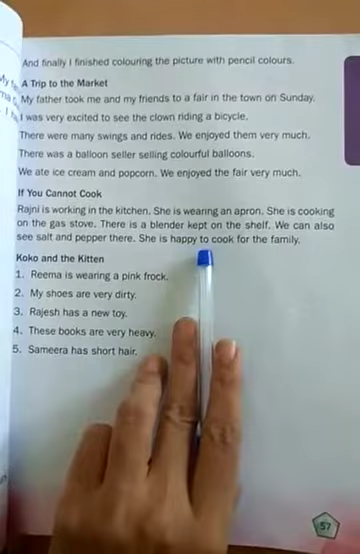 And finally I finished colouring the picture with pencil colours.
A Trip to the Market
My father took me and my friends to a fair in the town on Sunday.
I was very excited to see the clown riding a bicycle.
There were many swings and rides. We enjoyed them very much.
There was a balloon seller selling colourful balloons.
We ate ice cream and popcorn. We enjoyed the fair very much.
If You Cannot Cook
Rajni is working in the kitchen. She is wearing an apron. She is cooking
on the gas stove. There is a blender kept on the shelf. We can also
see salt and pepper there. She is happy to cook for the family.
Koko and the Kitten
1. Reema is wearing a pink frock.
2. My shoes are very dirty.
3. Rajesh has a new toy.
4. These books are very heavy.
5. Sameera has short hair.
57